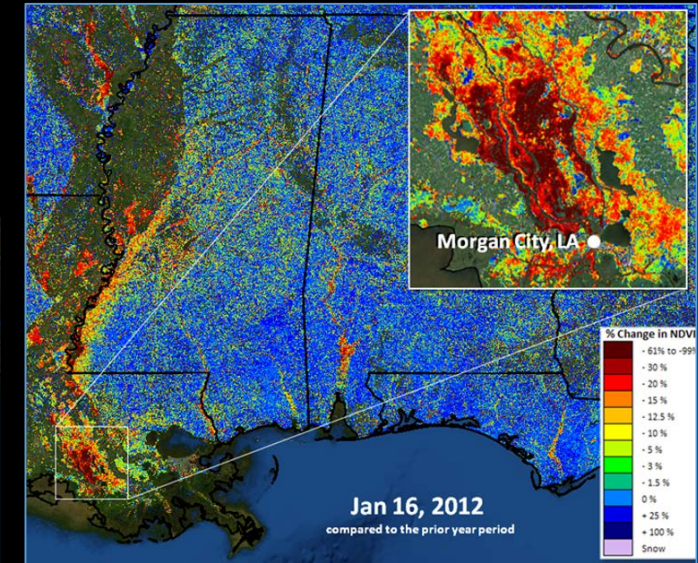 Morgan City, LA
% Change in NDVI
- 61% to -99%
- 30 %
- 20 %
- 15 %
- 12.5 %
- 10 %
- 5 %
- 3 %
- 1.5 %
0 %
+ 25 %
+ 100 %
Snow
Jan 16, 2012
compared to the prior year period